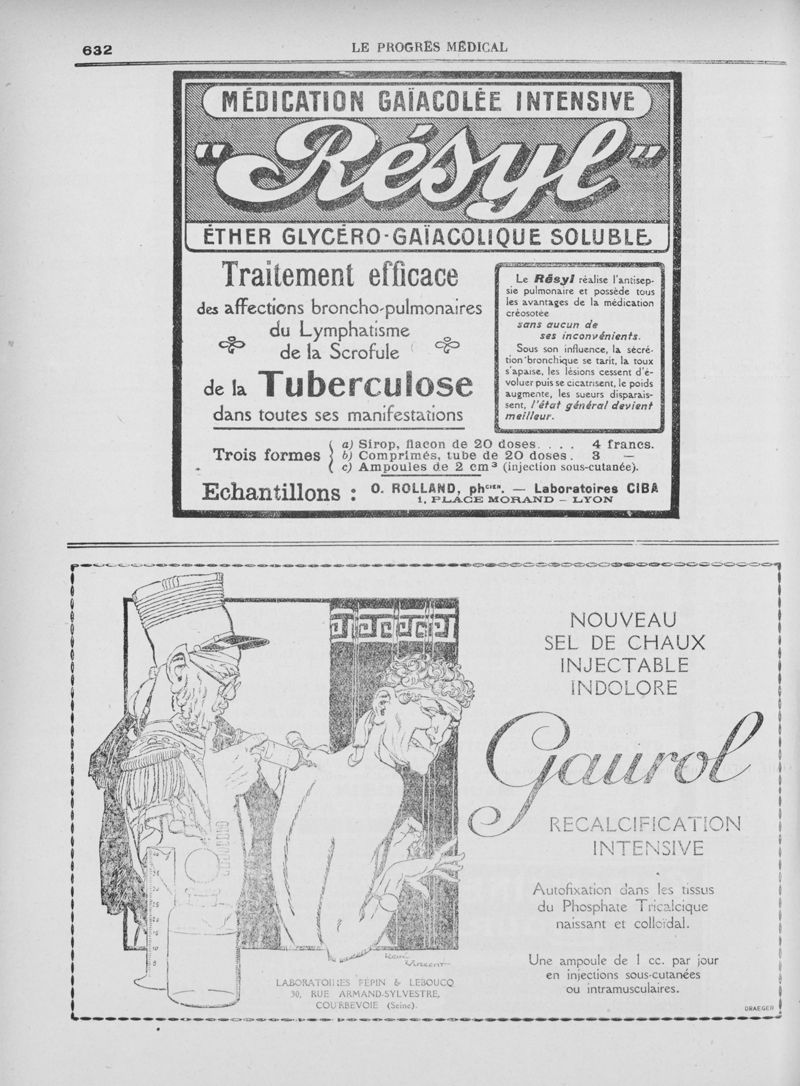 632
LE PROGRÈS MÉDICAL
MÉDICATION GAÏACOLÉE INTENSIVE
"Résyl"
ÉTHER GLYCÉRO-GAÏACOLIQUE SOLUBLE
Traitement efficace
des affections broncho-pulmonaires
du Lymphatisme
de la Scrofule
de la Tuberculose
dans toutes ses manifestations
Le Résyl réalise l'antisep-
sie pulmonaire et possède tous
les avantages de la médication
créosotée
sans aucun de
ses inconvénients.
Sous son influence, la sécré-
tion bronchique se tarit, la toux
s'apaise, les lésions cessent d'é-
voluer puis se cicatrisent, le poids
augmente, les sueurs disparais-
sent, l'état général devient
meilleur.
Trois formes
a) Sirop, flacon de 20 doses. . . . 4 francs.
b) Comprimés, tube de 20 doses. 3 —
c) Ampoules de 2 cm³ (injection sous-cutanée).
Echantillons : O. ROLLAND, phcien. — Laboratoires CIBA
1, PLACE MORAND – LYON
NOUVEAU
SEL DE CHAUX
INJECTABLE
INDOLORE
Gaurol
RECALCIFICATION
INTENSIVE
Autofixation dans les tissus
du Phosphate Tricalcique
naissant et colloïdal.
Une ampoule de 1 cc. par jour
en injections sous-cutanées
ou intramusculaires.
René
Vincent
LABORATOIRES PÉPIN & LEBOUCQ
30, RUE ARMAND-SYLVESTRE,
COURBEVOIE (Seine).
DRAEGER